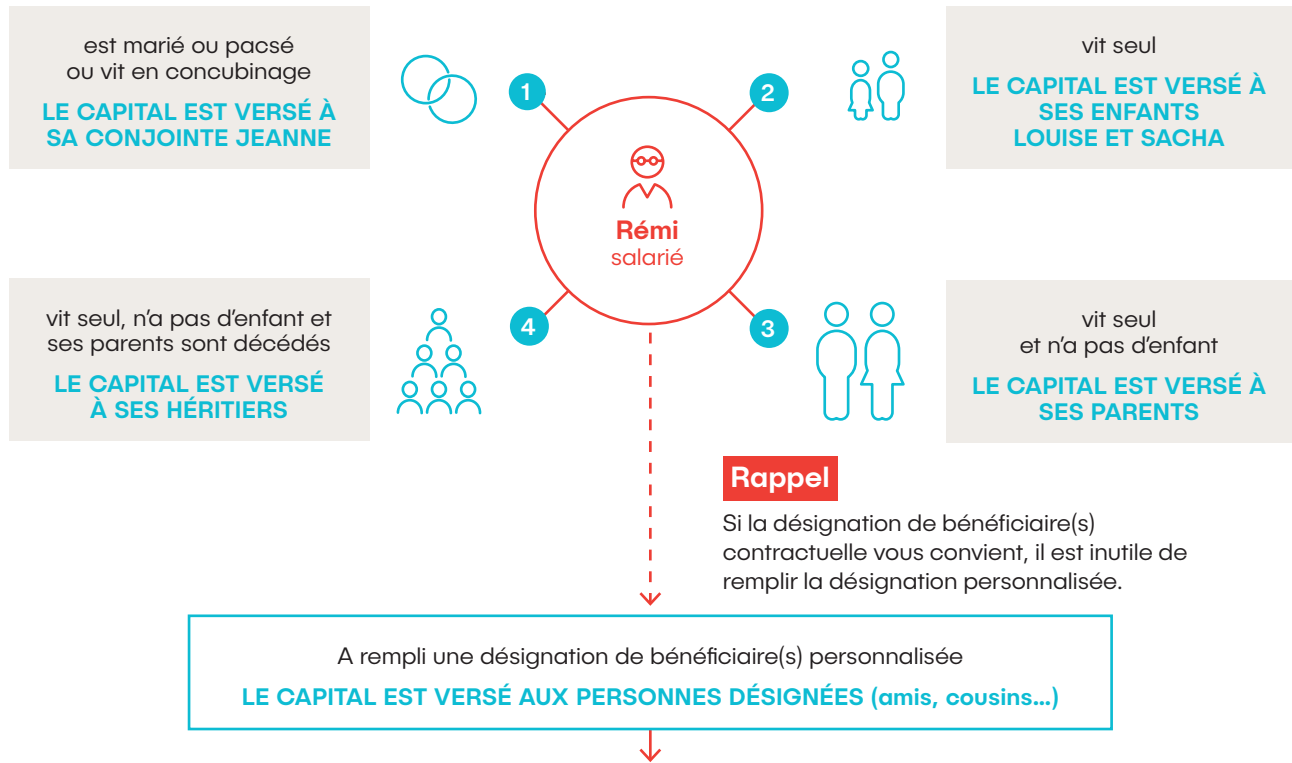 est marié ou pacsé
ou vit en concubinage
LE CAPITAL EST VERSÉ À
SA CONJOINTE JEANNE
1
2
vit seul
LE CAPITAL EST VERSÉ À
SES ENFANTS
LOUISE ET SACHA
Rémi
salarié
vit seul, n'a pas d'enfant et
ses parents sont décédés
LE CAPITAL EST VERSÉ
À SES HÉRITIERS
4
3
vit seul
et n'a pas d'enfant
LE CAPITAL EST VERSÉ À
SES PARENTS
Rappel
Si la désignation de bénéficiaire(s)
contractuelle vous convient, il est inutile de
remplir la désignation personnalisée.
A rempli une désignation de bénéficiaire(s) personnalisée
LE CAPITAL EST VERSÉ AUX PERSONNES DÉSIGNÉES (amis, cousins...)